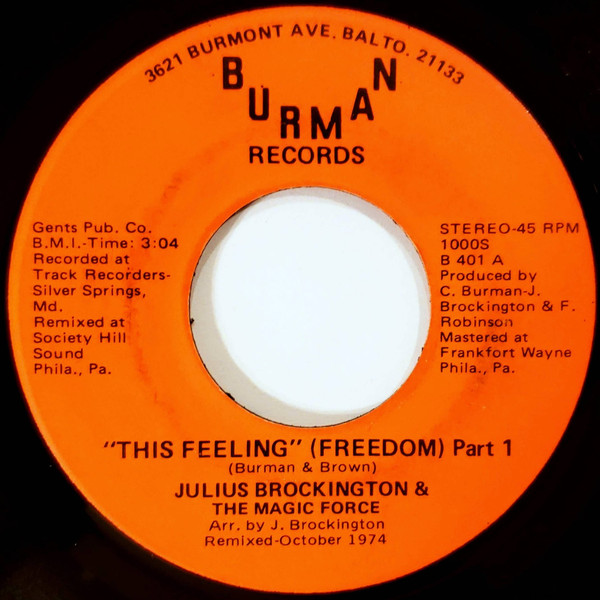 3621 BURMONT AVE. BALTO. 21133
BURMAN
RECORDS
Gents Pub. Co.
B.M.I.-Time: 3:04
Recorded at
Track Recorders-
Silver Springs,
Md.
Remixed at
Society Hill
Sound
Phila., Pa.
STEREO-45 RPM
1000S
B 401 A
Produced by
C. Burman-J.
Brockington & F.
Robinson
Mastered at
Frankfort Wayne
Phila., Pa.
"THIS FEELING" (FREEDOM) Part 1
(Burman & Brown)
JULIUS BROCKINGTON &
THE MAGIC FORCE
Arr. by J. Brockington
Remixed-October 1974